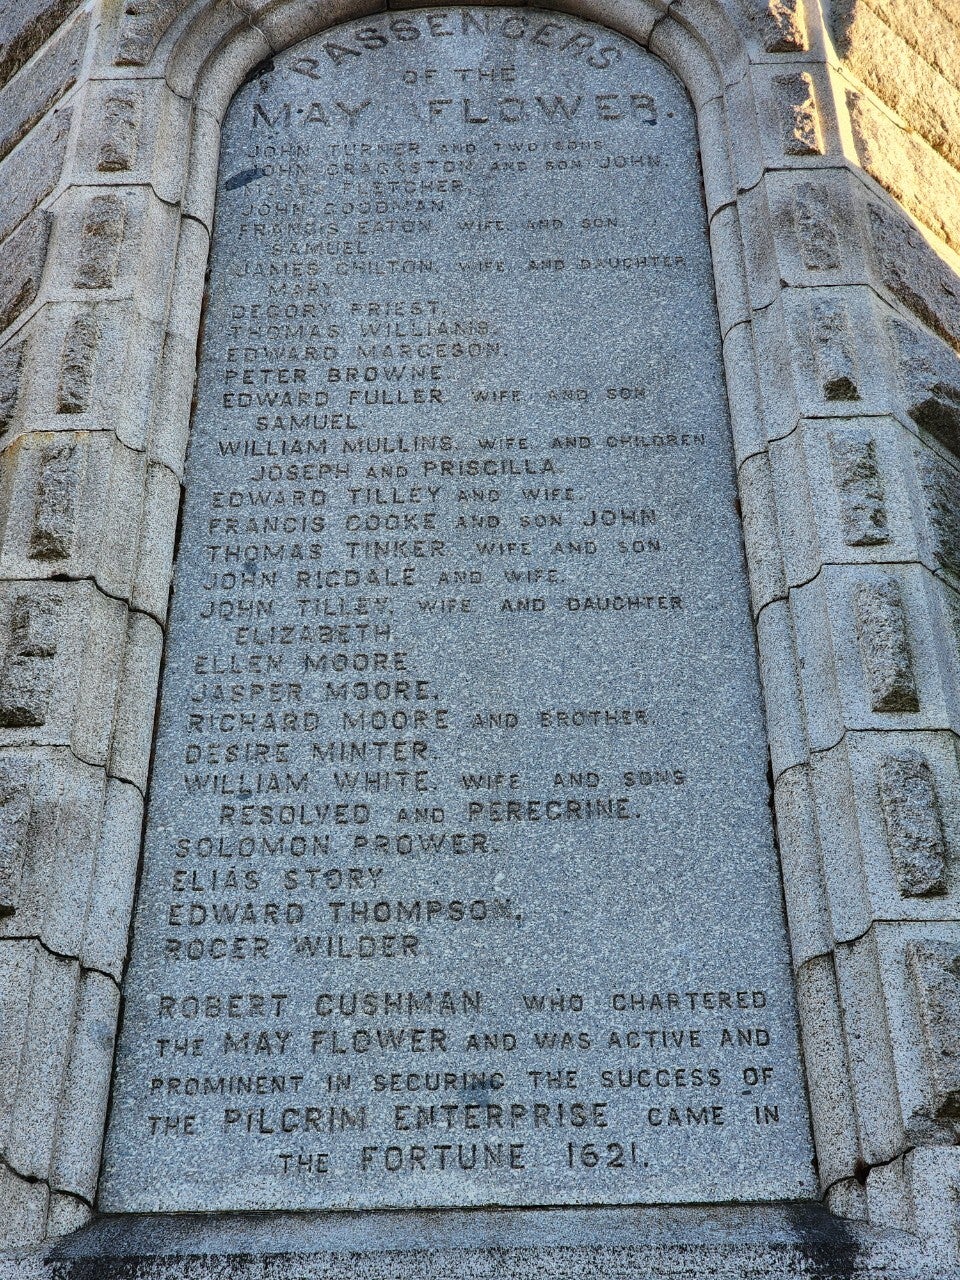 PASSENGERS
OF THE
MAY FLOWER.
JOHN TURNER AND TWO SONS
JOHN CRACKSTON AND SON JOHN.
MOSES FLETCHER
JOHN GOODMAN
FRANCIS EATON, WIFE, AND SON
SAMUEL.
JAMES CHILTON, WIFE, AND DAUGHTER
MARY
DEGORY PRIEST.
THOMAS WILLIAMS.
EDWARD MARGESON.
PETER BROWNE
EDWARD FULLER, WIFE, AND SON
SAMUEL.
WILLIAM MULLINS, WIFE, AND CHILDREN
JOSEPH AND PRISCILLA.
EDWARD TILLEY AND WIFE.
FRANCIS COOKE AND SON JOHN
THOMAS TINKER, WIFE AND SON
JOHN RIGDALE AND WIFE.
JOHN TILLEY, WIFE AND DAUGHTER
ELIZABETH.
ELLEN MOORE
JASPER MOORE.
RICHARD MOORE AND BROTHER.
DESIRE MINTER.
WILLIAM WHITE, WIFE AND SONS
RESOLVED AND PEREGRINE.
SOLOMON PROWER.
ELIAS STORY
EDWARD THOMPSON,
ROGER WILDER
ROBERT CUSHMAN WHO CHARTERED
THE MAY FLOWER AND WAS ACTIVE AND
PROMINENT IN SECURING THE SUCCESS OF
THE PILGRIM ENTERPRISE CAME IN
THE FORTUNE 1621.